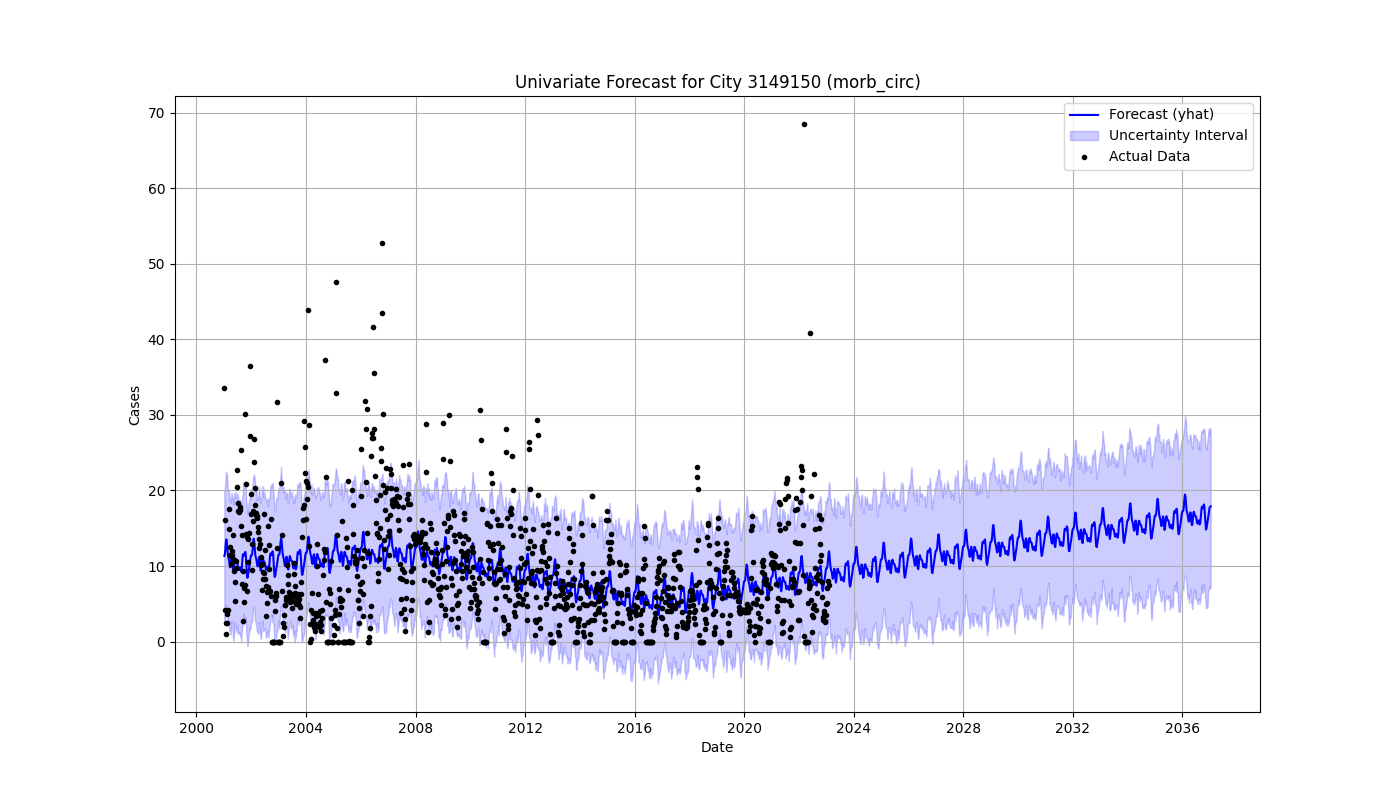 Univariate Forecast for City 3149150 (morb_circ)
Forecast (yhat)
Uncertainty Interval
Actual Data
Cases
70
60
50
40
30
20
10
0
2000 2004 2008 2012 2016 2020 2024 2028 2032 2036
Date